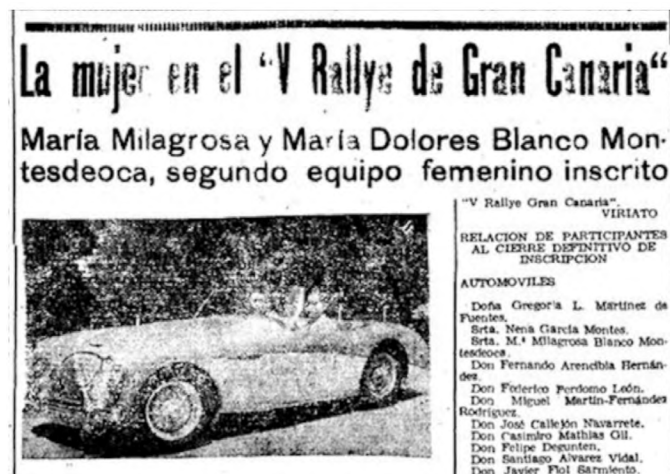 La mujer en el "V Rallye de Gran Canaria"
María Milagrosa y María Dolores Blanco Mon-
tesdeoca, segundo equipo femenino inscrito
"V Rallye Gran Canaria".
VIRIATO
RELACION DE PARTICIPANTES
AL CIERRE DEFINITIVO DE
INSCRIPCION
AUTOMOVILES
Doña Gregoria L. Martínez de
Fuentes.
Srta. Nena García Montes.
Srta. M.ª Milagrosa Blanco Mon-
tesdeoca.
Don Fernando Arencibia Hernán-
dez.
Don Federico Perdomo León.
Don Miguel Martín-Fernández
Rodríguez.
Don José Callejón Navarrete.
Don Casimiro Mathias Gil.
Don Felipe Degunten.
Don Santiago Alvarez Vidal.
Don Javier Fiol Sarmiento.